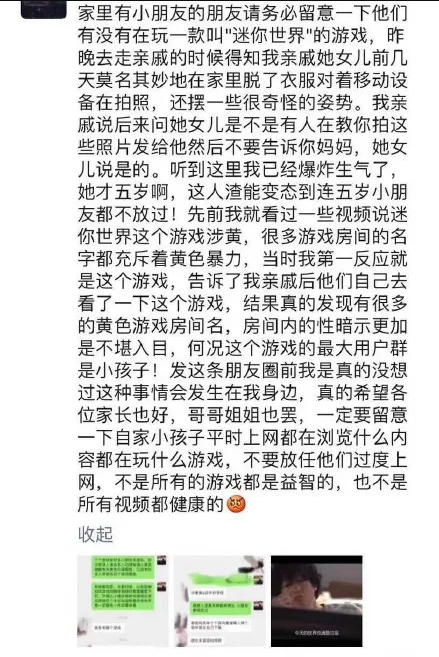 家里有小朋友的朋友请务必留意一下他们
有没有在玩一款叫"迷你世界"的游戏，昨
晚去走亲戚的时候得知我亲戚她女儿前几
天莫名其妙地在家里脱了衣服对着移动设
备在拍照，还摆一些很奇怪的姿势。我亲
戚说后来问她女儿是不是有人在教你拍这
些照片发给他然后不要告诉你妈妈，她女
儿说是的。听到这里我已经爆炸生气了，
她才五岁啊，这人渣能变态到连五岁小朋
友都不放过！先前我就看过一些视频说迷
你世界这个游戏涉黄，很多游戏房间的名
字都充斥着黄色暴力，当时我第一反应就
是这个游戏，告诉了我亲戚后他们自己去
看了一下这个游戏，结果真的发现有很多
的黄色游戏房间名，房间内的性暗示更加
是不堪入目，何况这个游戏的最大用户群
是小孩子！发这条朋友圈前我是真的没想
过这种事情会发生在我身边，真的希望各
位家长也好，哥哥姐姐也罢，一定要留意
一下自家小孩子平时上网都在浏览什么内
容都在玩什么游戏，不要放任他们过度上
网，不是所有的游戏都是益智的，也不是
所有视频都健康的
收起